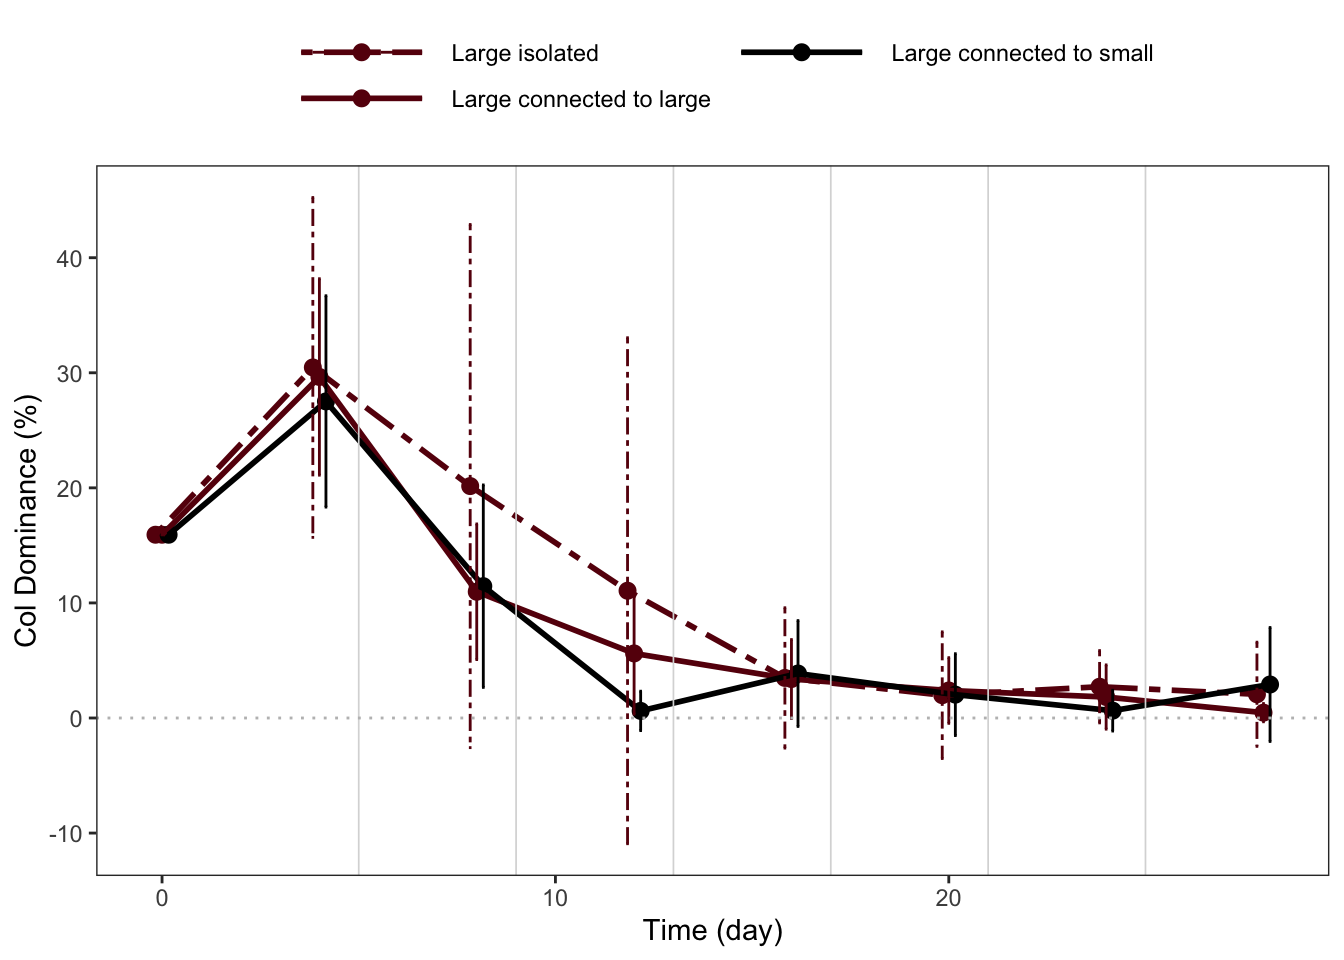 Large isolated
Large connected to small
Large connected to large
Col Dominance (%)
40
30
20
10
0
-10
0
10
20
Time (day)